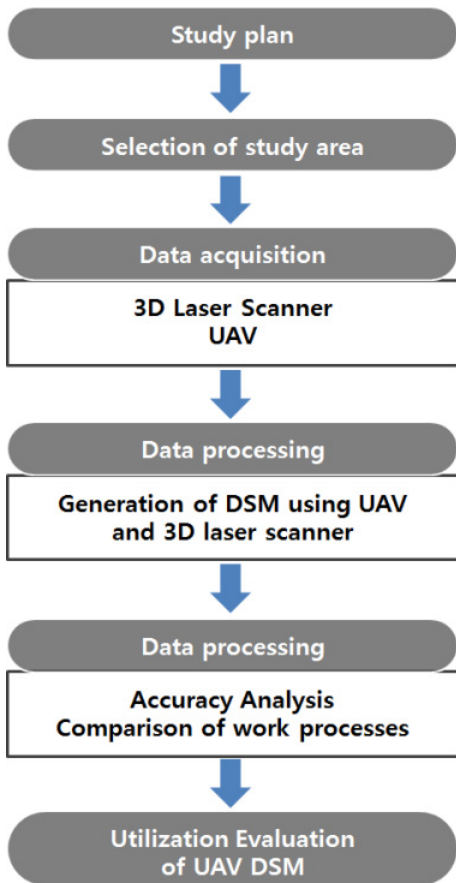 Study plan
Selection of study area
Data acquisition
3D Laser Scanner
UAV
Data processing
Generation of DSM using UAV
and 3D laser scanner
Data processing
Accuracy Analysis
Comparison of work processes
Utilization Evaluation
of UAV DSM